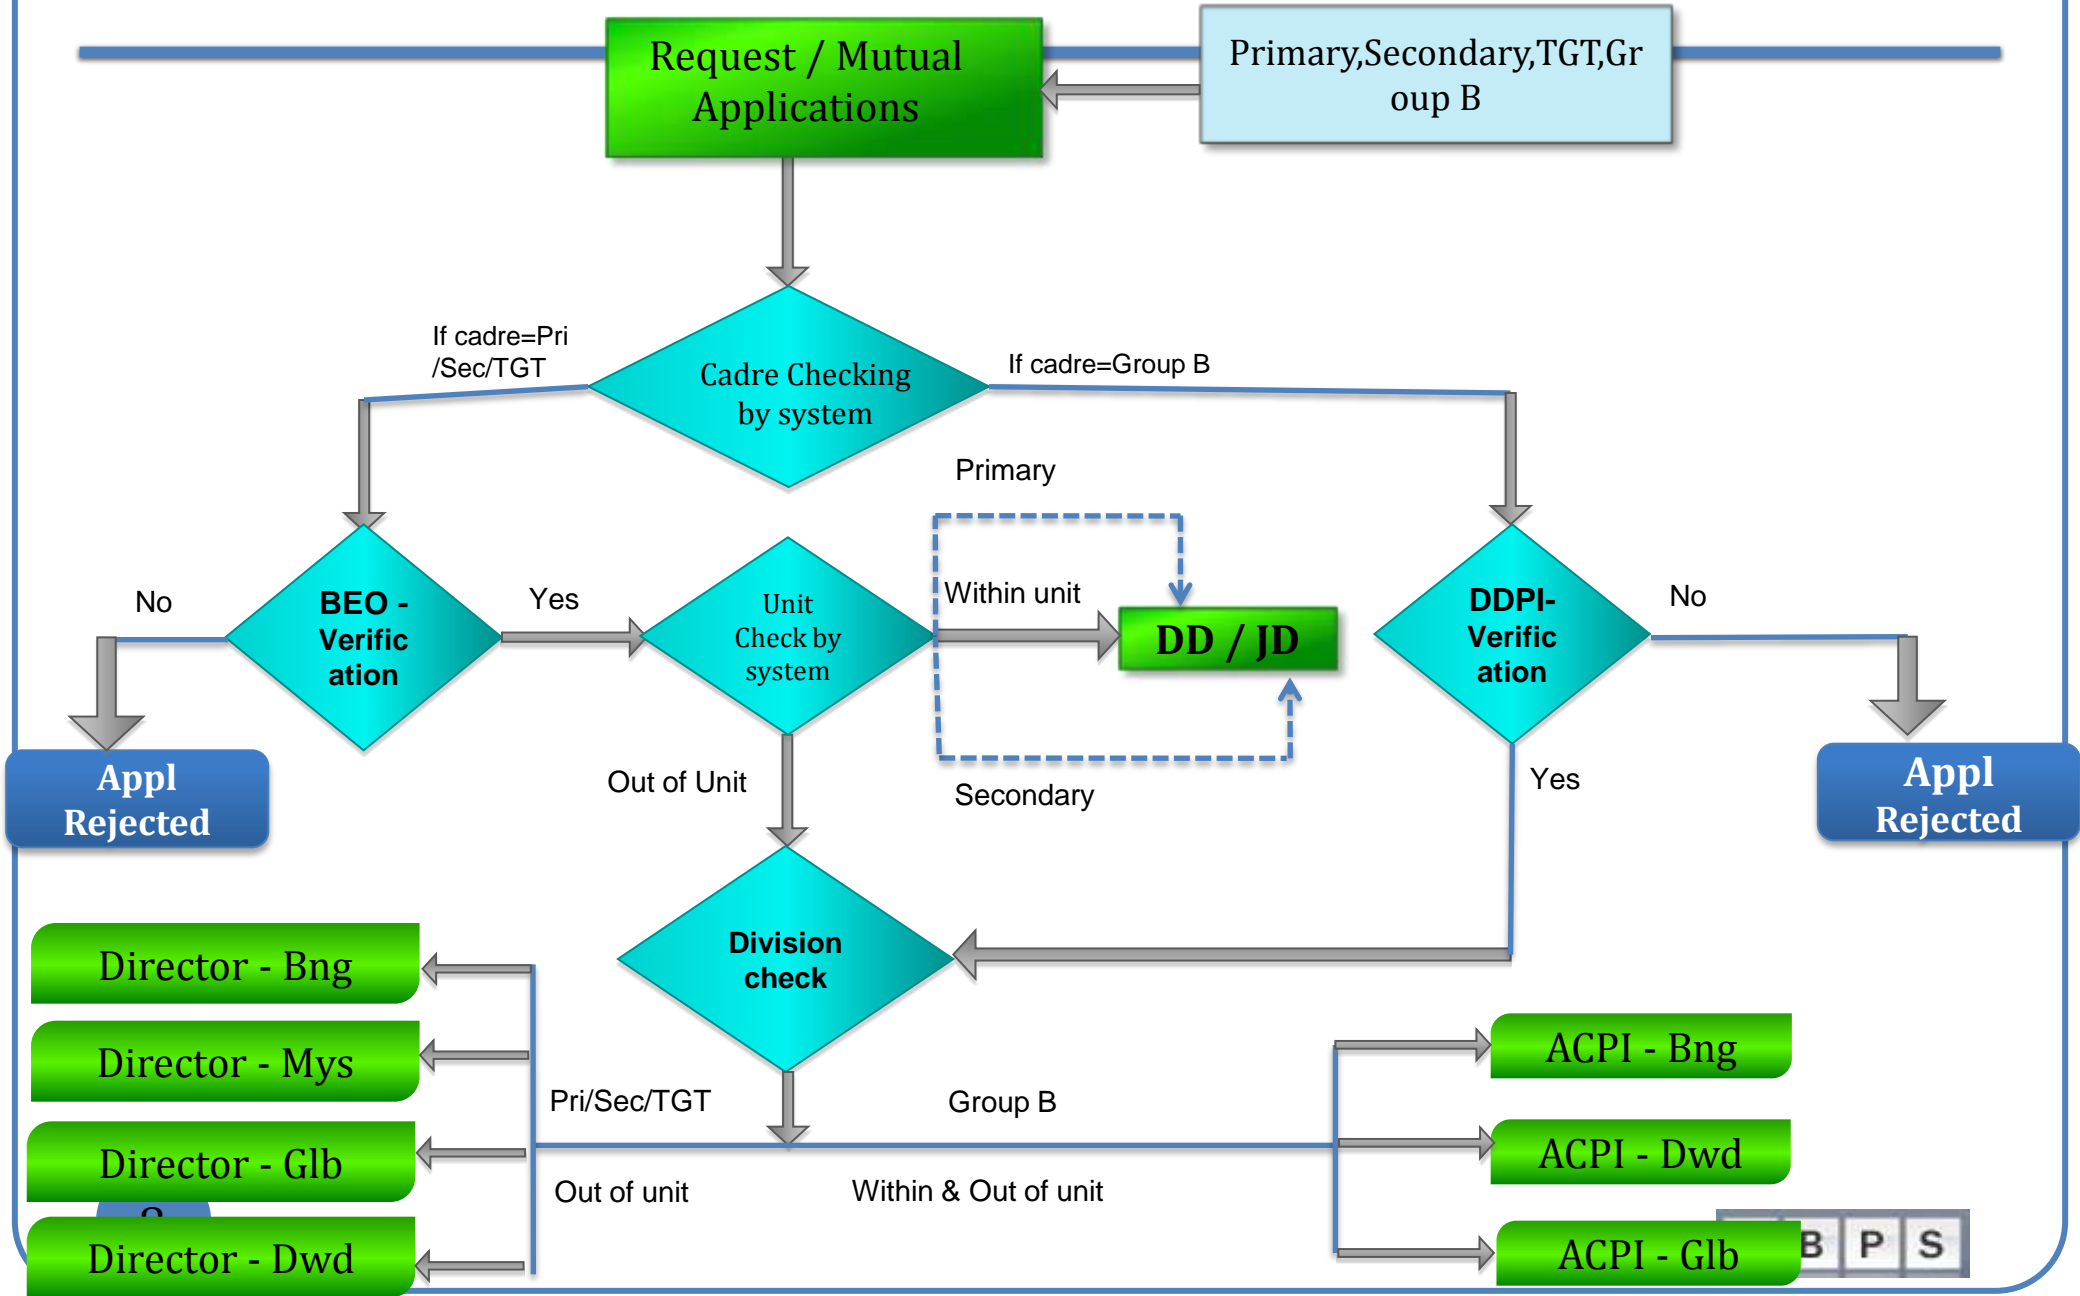 Request / Mutual
Applications
Primary,Secondary,TGT,Gr
oup B
If cadre=Pri
/Sec/TGT
Cadre Checking
by system
If cadre=Group B
Primary
No
BEO -
Verific
ation
Yes
Unit
Check by
system
Within unit
DD / JD
DDPI-
Verific
ation
No
Appl
Rejected
Out of Unit
Secondary
Yes
Appl
Rejected
Division
check
Director - Bng
Director - Mys
Director - Glb
Director - Dwd
Pri/Sec/TGT
Group B
Out of unit
Within & Out of unit
ACPI - Bng
ACPI - Dwd
ACPI - Glb
B P S